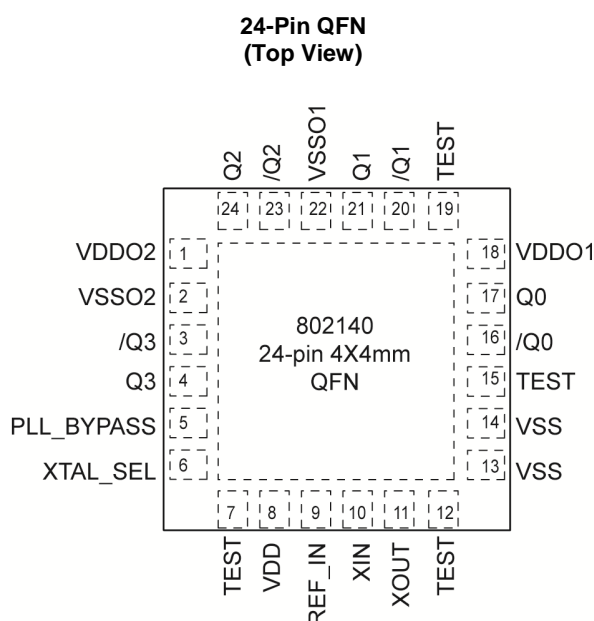 24-Pin QFN
(Top View)
Q2
/Q2
VSSO1
Q1
/Q1
TEST
24
23
22
21
20
19
VDDO2
1
VSSO2
2
/Q3
3
Q3
4
PLL_BYPASS
5
XTAL_SEL
6
802140
24-pin 4X4mm
QFN
18
VDDO1
17
Q0
16
/Q0
15
TEST
14
VSS
13
VSS
7
8
9
10
11
12
TEST
VDD
REF_IN
XIN
XOUT
TEST